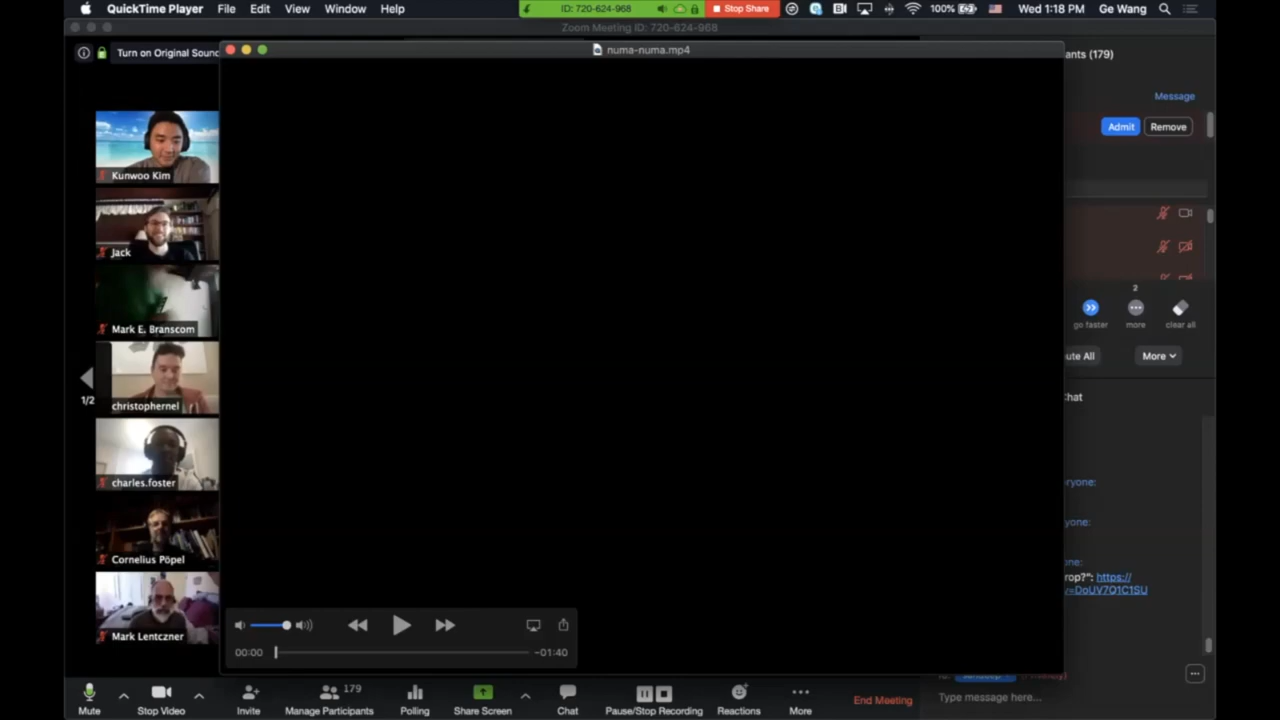 QuickTime Player File Edit View Window Help ID: 720-624-968 Stop Share 100% Wed 1:18 PM Ge Wang
Zoom Meeting ID: 720-624-968
Turn on Original Sound
numa-numa.mp4
ants (179)
Message
Admit Remove
Kunwoo Kim
Jack
2
go faster more clear all
Mark E. Branscom
ute All More
1/2
christophernel
Chat
charles.foster
ryone:
yone:
Cornelius Pöpel
one:
rop?": https://
=DoUV7Q1C1SU
Mark Lentczner
00:00 -01:40
179
Mute Stop Video Invite Manage Participants Polling Share Screen Chat Pause/Stop Recording Reactions More
End Meeting
Type message here...